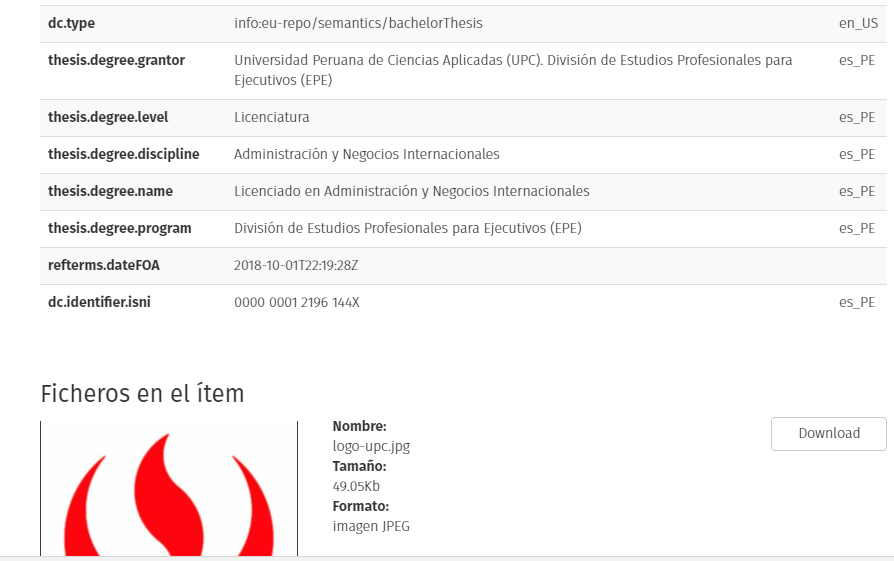 dc.type info:eu-repo/semantics/bachelorThesis en_US
thesis.degree.grantor Universidad Peruana de Ciencias Aplicadas (UPC). División de Estudios Profesionales para es_PE
Ejecutivos (EPE)
thesis.degree.level Licenciatura es_PE
thesis.degree.discipline Administración y Negocios Internacionales es_PE
thesis.degree.name Licenciado en Administración y Negocios Internacionales es_PE
thesis.degree.program División de Estudios Profesionales para Ejecutivos (EPE) es_PE
refterms.dateFOA 2018-10-01T22:19:28Z
dc.identifier.isni 0000 0001 2196 144X es_PE
Ficheros en el ítem
Nombre:
logo-upc.jpg
Tamaño:
49.05Kb
Formato:
imagen JPEG
Download